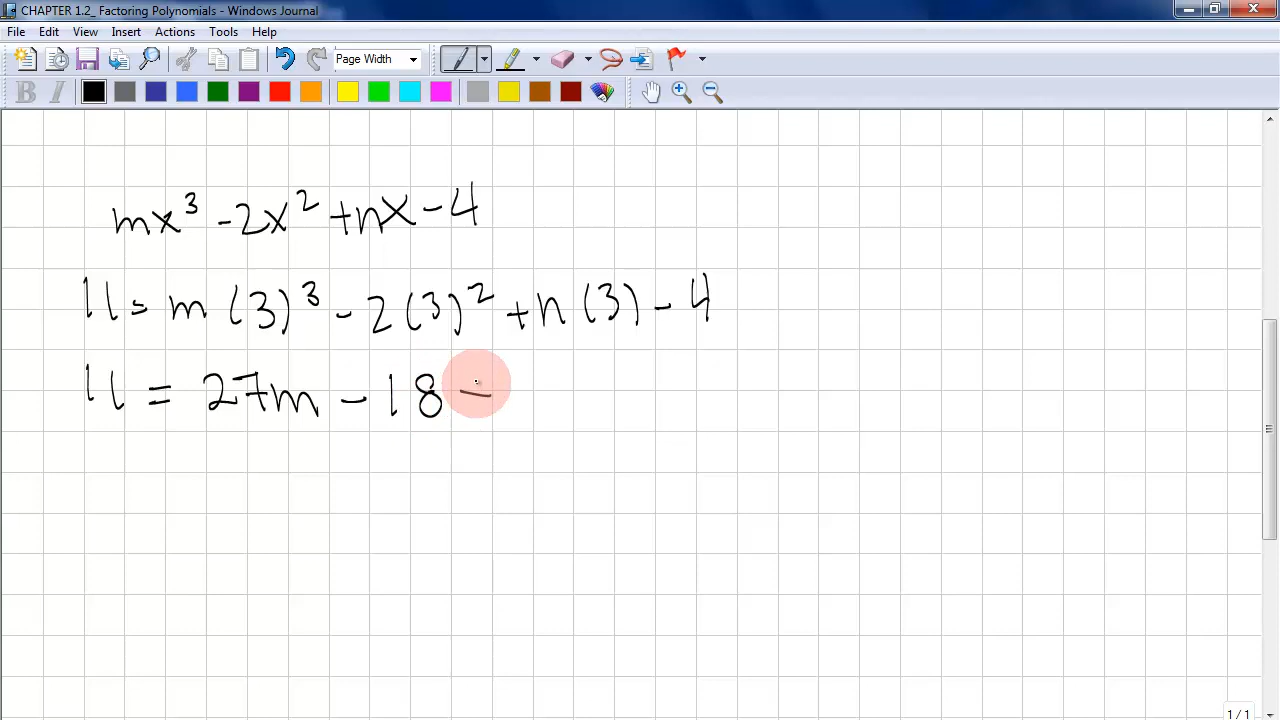 CHAPTER 1.2_ Factoring Polynomials - Windows Journal
File Edit View Insert Actions Tools Help
Page Width
B I
mx³ -2x² +nx-4
11= m (3)³ - 2(3)² +n(3) - 4
11 = 27m - 18 -
1/1